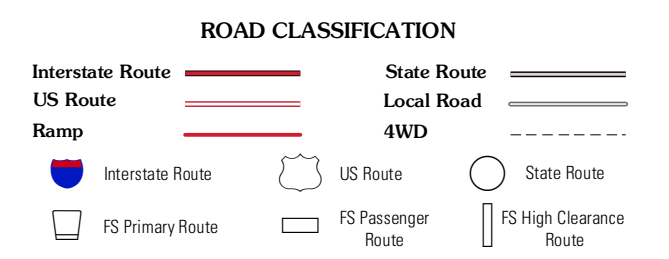 ROAD CLASSIFICATION
Interstate Route
State Route
US Route
Local Road
Ramp
4WD
Interstate Route
US Route
State Route
FS Primary Route
FS Passenger
Route
FS High Clearance
Route